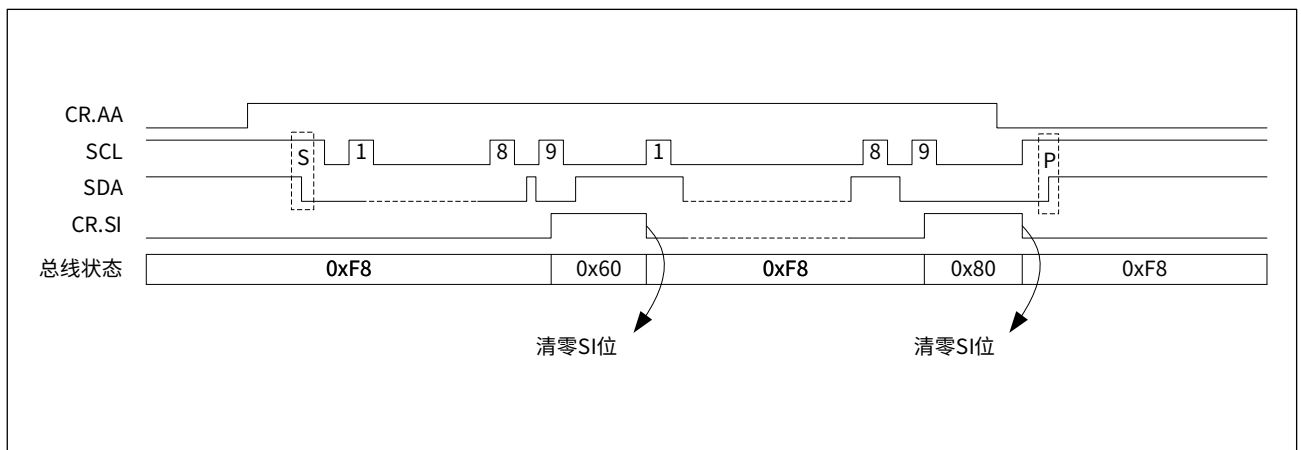 CR.AA
SCL S 1 8 9 1 8 9 P
SDA
CR.SI
总线状态 0xF8 0x60 0xF8 0x80 0xF8
清零SI位 清零SI位